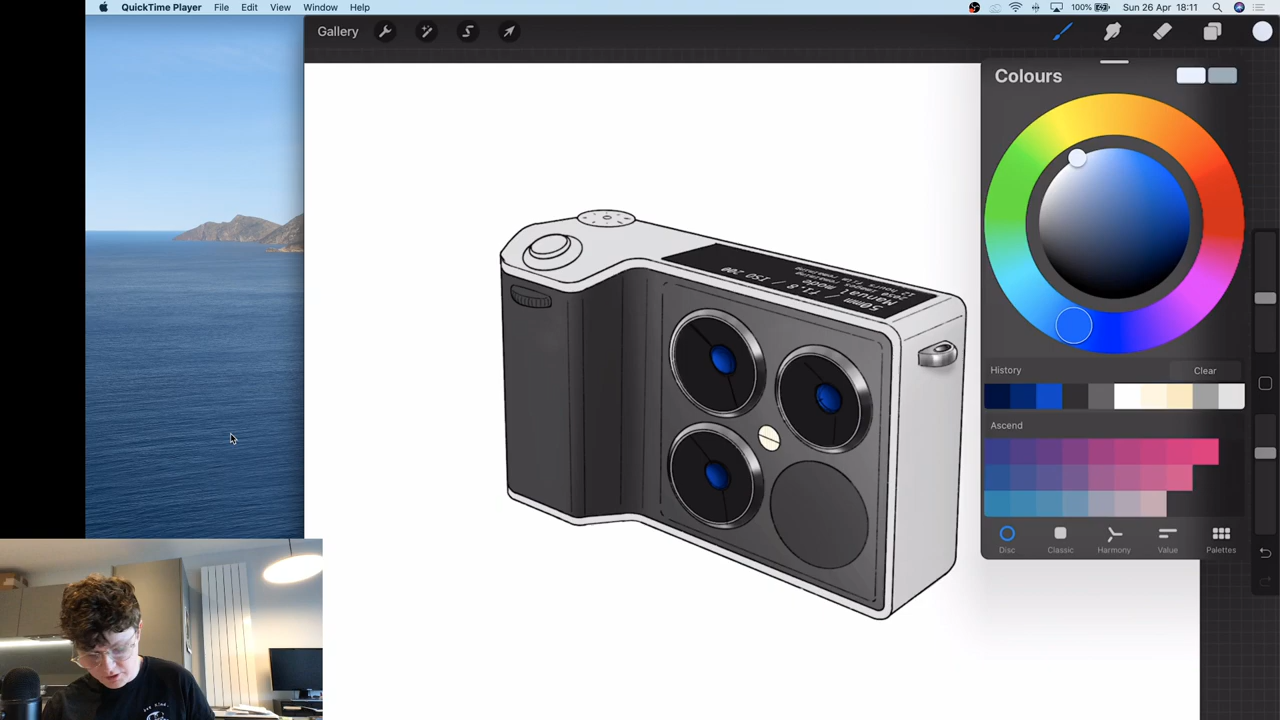 QuickTime Player File Edit View Window Help 100% Sun 26 Apr 18:11
Gallery
Colours
History Clear
Ascend
Disc Classic Harmony Value Palettes
50mm / f1.8 / ISO 200
Manual mode